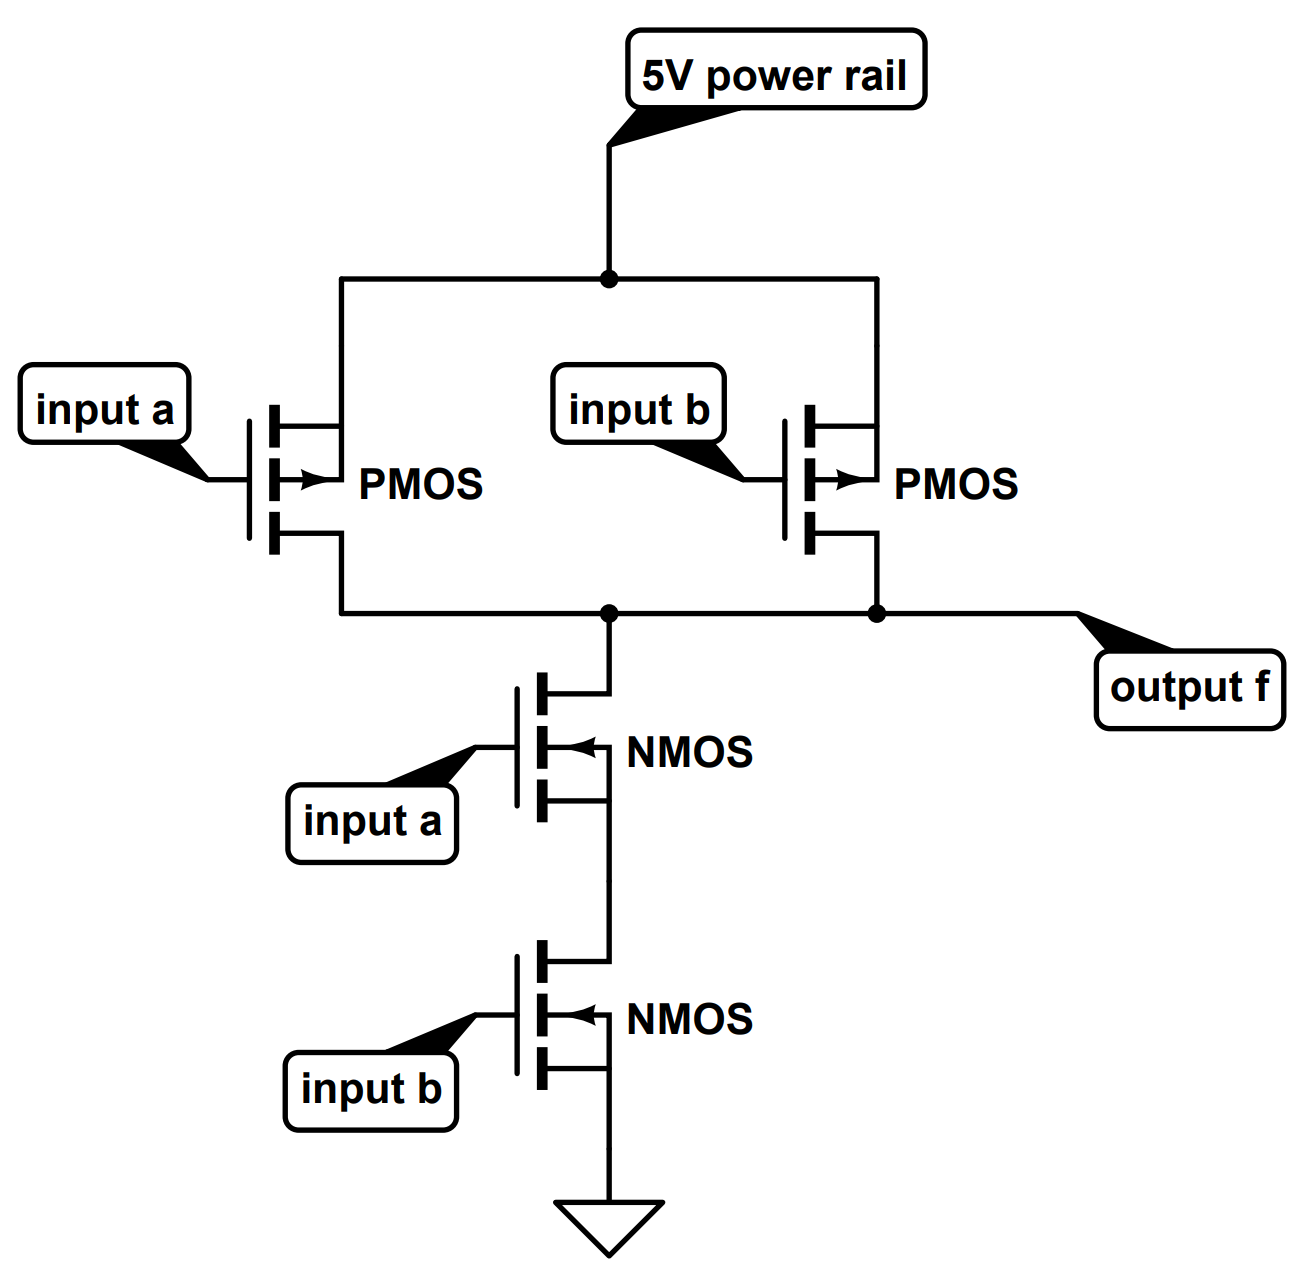 5V power rail
input a
input b
PMOS
PMOS
output f
NMOS
input a
NMOS
input b